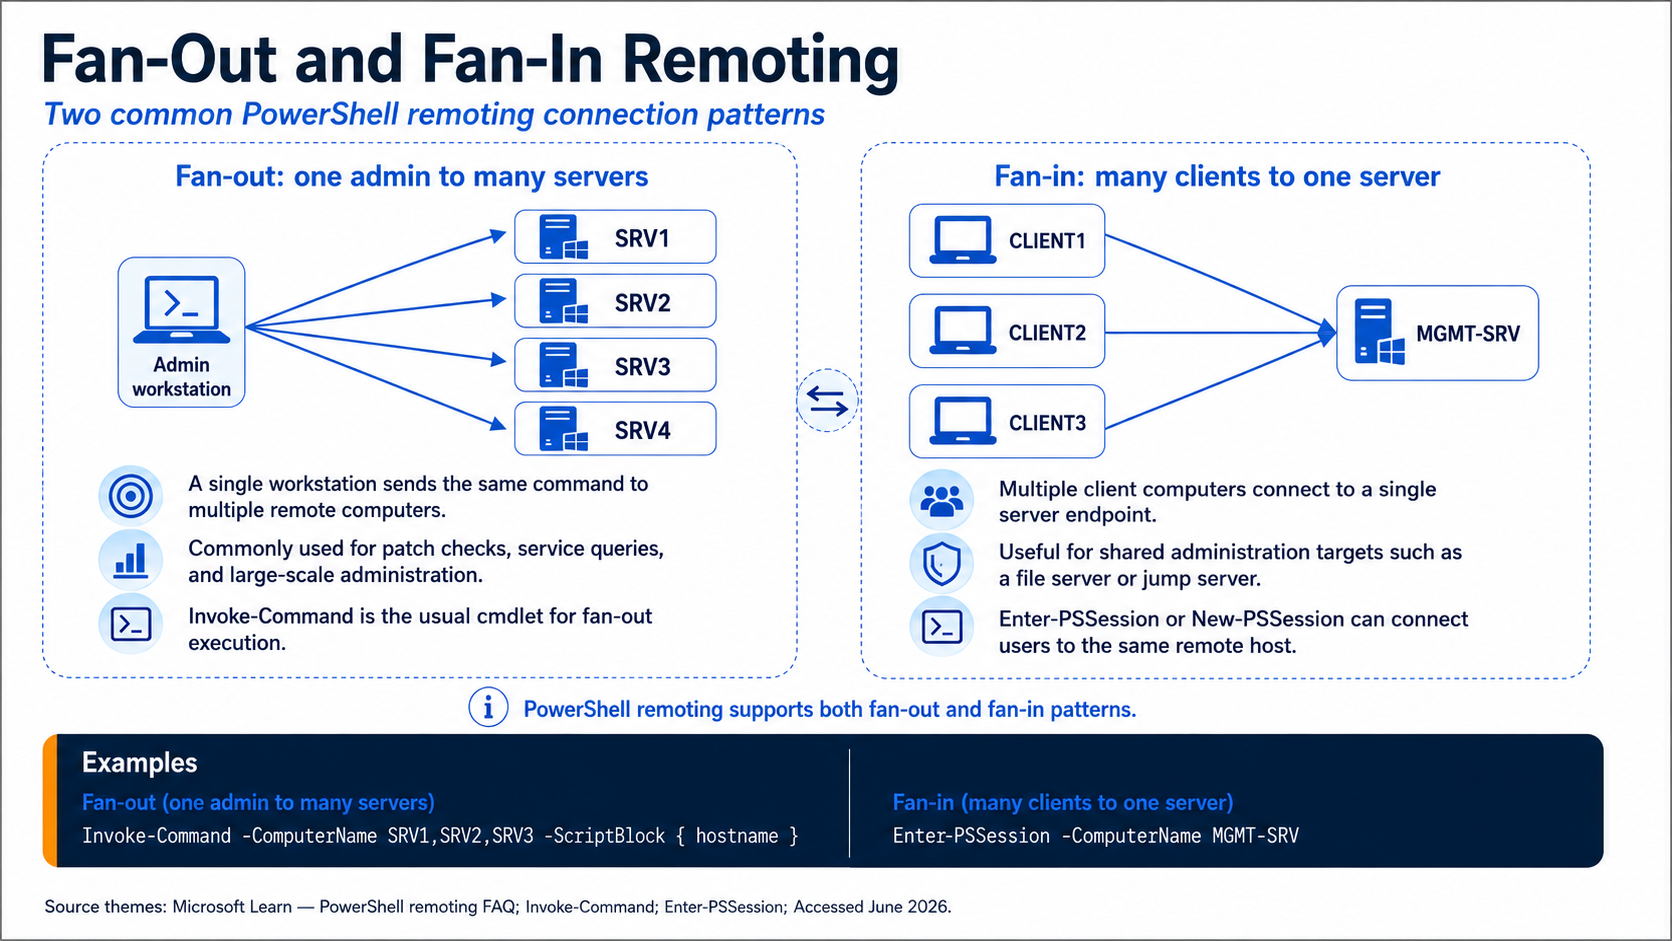 Fan-Out and Fan-In Remoting
Two common PowerShell remoting connection patterns
Fan-out: one admin to many servers
Admin
workstation
SRV1
SRV2
SRV3
SRV4
A single workstation sends the same command to
multiple remote computers.
Commonly used for patch checks, service queries,
and large-scale administration.
Invoke-Command is the usual cmdlet for fan-out
execution.
Fan-in: many clients to one server
CLIENT1
CLIENT2
CLIENT3
MGMT-SRV
Multiple client computers connect to a single
server endpoint.
Useful for shared administration targets such as
a file server or jump server.
Enter-PSSession or New-PSSession can connect
users to the same remote host.
PowerShell remoting supports both fan-out and fan-in patterns.
Examples
Fan-out (one admin to many servers)
Invoke-Command -ComputerName SRV1,SRV2,SRV3 -ScriptBlock { hostname }
Fan-in (many clients to one server)
Enter-PSSession -ComputerName MGMT-SRV
Source themes: Microsoft Learn — PowerShell remoting FAQ; Invoke-Command; Enter-PSSession; Accessed June 2026.